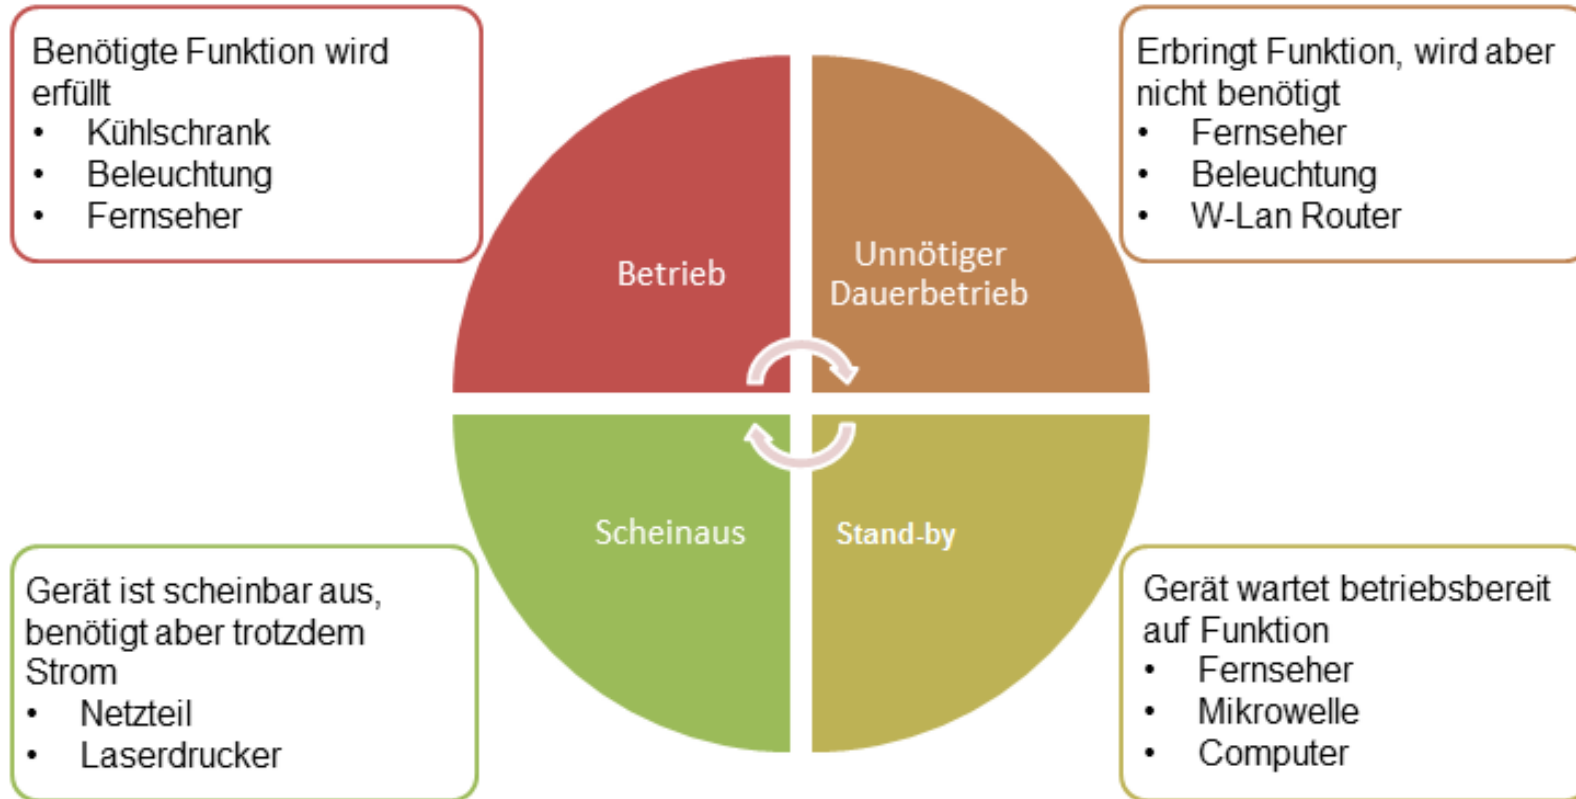 Benötigte Funktion wird
erfüllt
• Kühlschrank
• Beleuchtung
• Fernseher
Erbringt Funktion, wird aber
nicht benötigt
• Fernseher
• Beleuchtung
• W-Lan Router
Betrieb
Unnötiger
Dauerbetrieb
Scheinaus
Stand-by
Gerät ist scheinbar aus,
benötigt aber trotzdem
Strom
• Netzteil
• Laserdrucker
Gerät wartet betriebsbereit
auf Funktion
• Fernseher
• Mikrowelle
• Computer